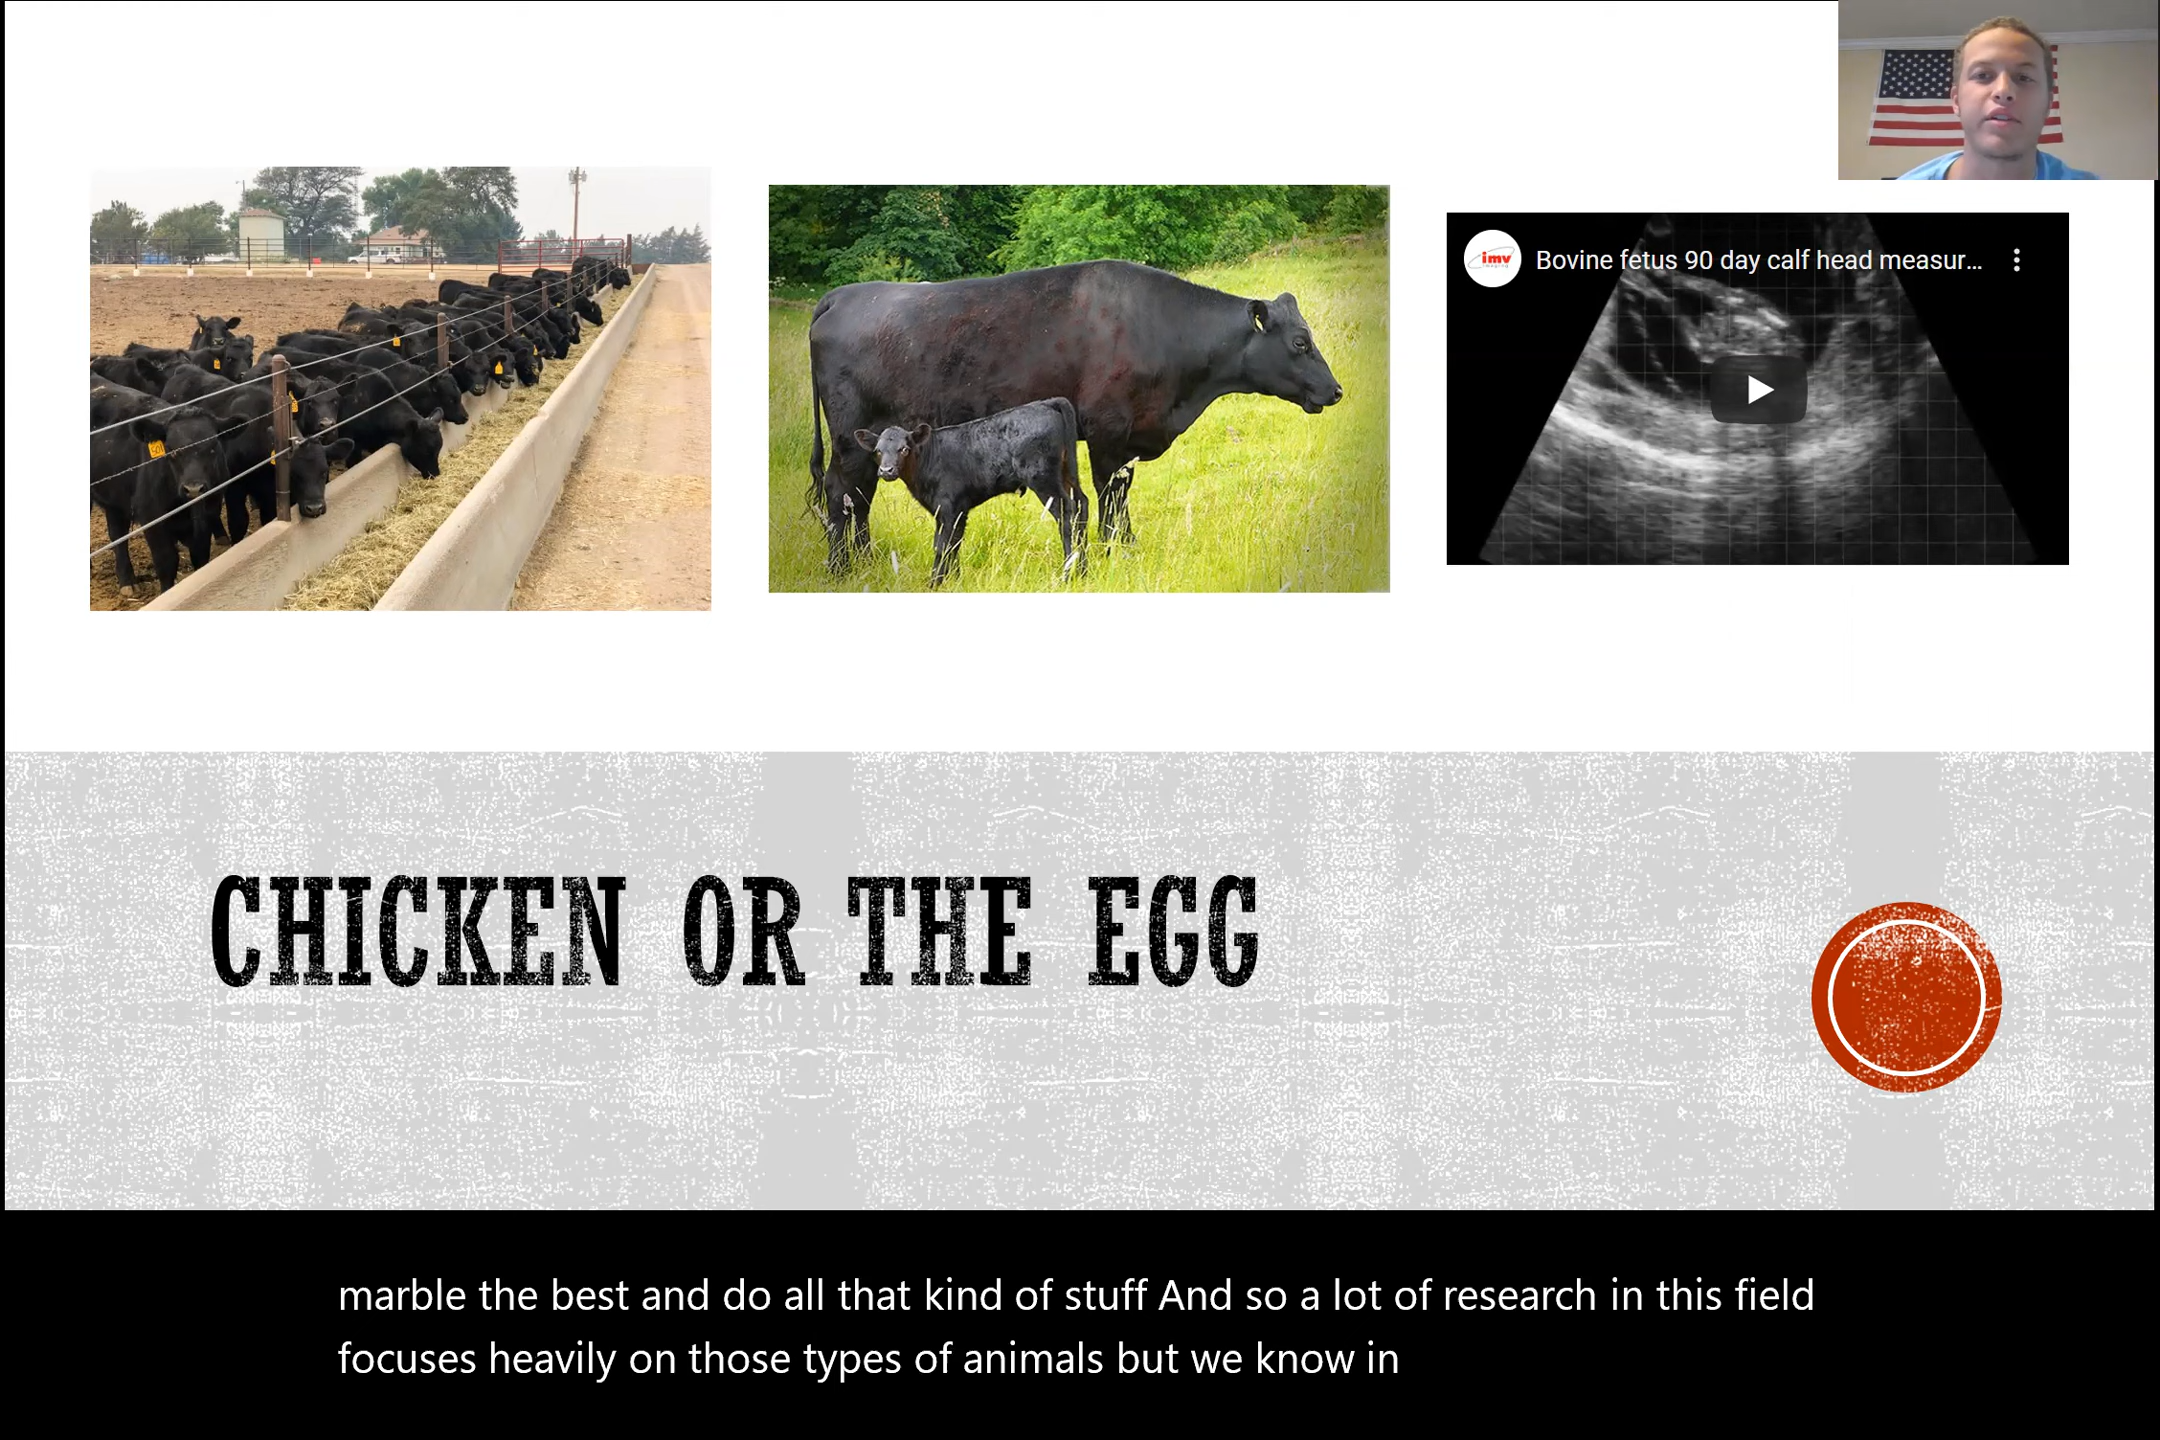 imv
Bovine fetus 90 day calf head measur...
CHICKEN OR THE EGG
marble the best and do all that kind of stuff And so a lot of research in this field
focuses heavily on those types of animals but we know in